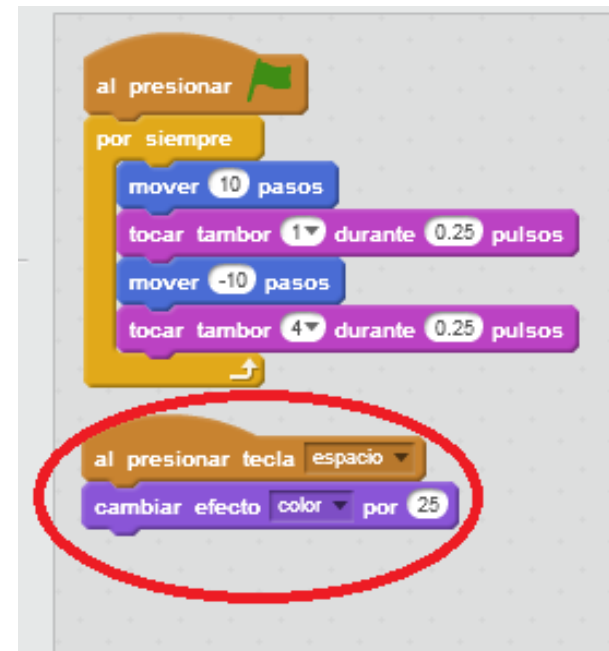 al presionar
por siempre
mover 10 pasos
tocar tambor 1 durante 0.25 pulsos
mover -10 pasos
tocar tambor 4 durante 0.25 pulsos
al presionar tecla espacio
cambiar efecto color por 25